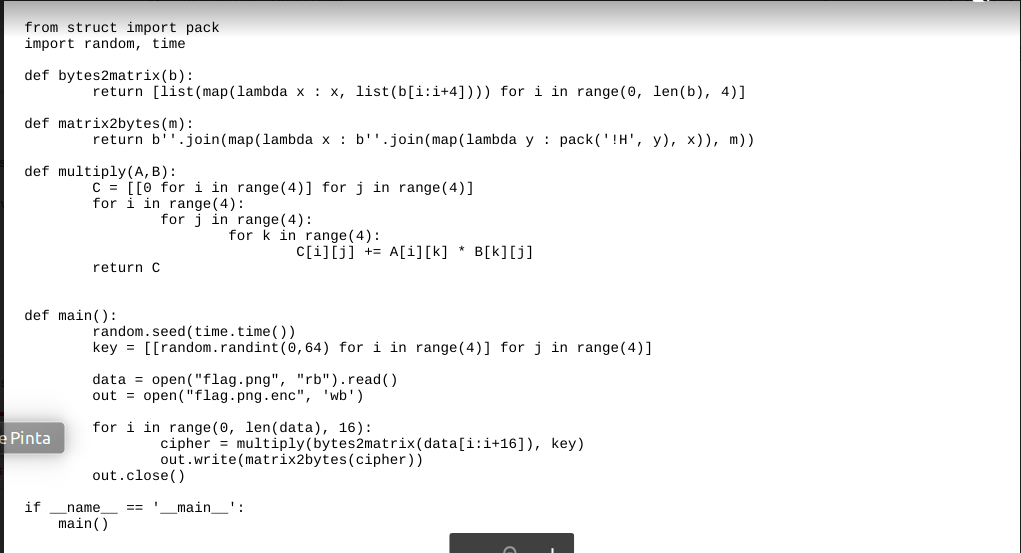 from struct import pack
import random, time
def bytes2matrix(b):
return [list(map(lambda x : x, list(b[i:i+4]))) for i in range(0, len(b), 4)]
def matrix2bytes(m):
return b''.join(map(lambda x : b''.join(map(lambda y : pack('!H', y), x)), m))
def multiply(A,B):
C = [[0 for i in range(4)] for j in range(4)]
for i in range(4):
for j in range(4):
for k in range(4):
C[i][j] += A[i][k] * B[k][j]
return C
def main():
random.seed(time.time())
key = [[random.randint(0,64) for i in range(4)] for j in range(4)]
data = open("flag.png", "rb").read()
out = open("flag.png.enc", 'wb')
for i in range(0, len(data), 16):
e Pinta
cipher = multiply(bytes2matrix(data[i:i+16]), key)
out.write(matrix2bytes(cipher))
out.close()
if __name__ == '__main__':
main()